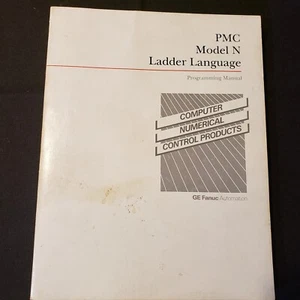 PMC
Model N
Ladder Language
Programming Manual
COMPUTER
NUMERICAL
CONTROL PRODUCTS
GE Fanuc Automation